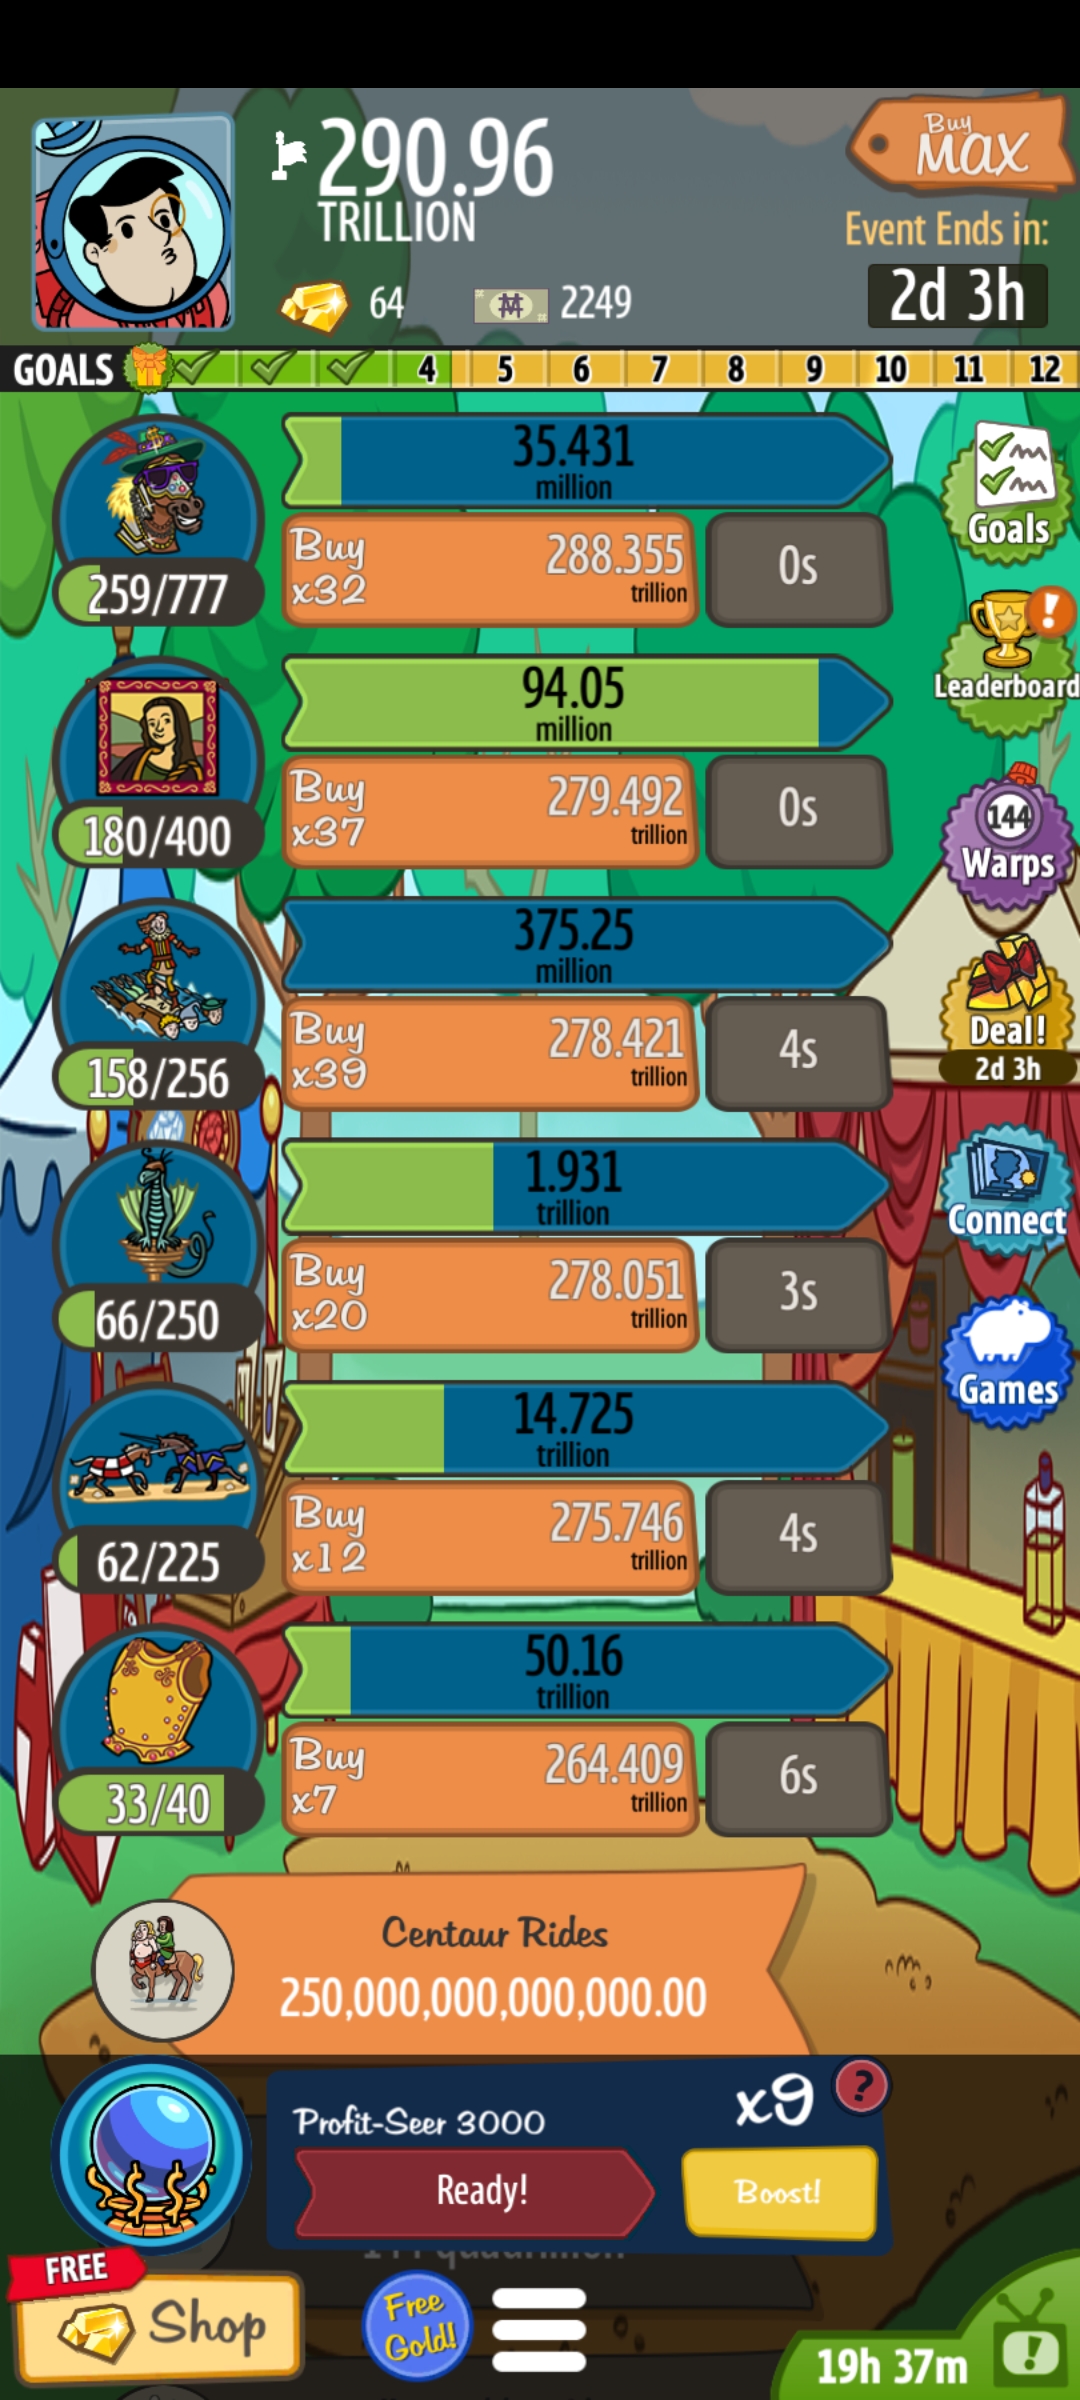 290.96
TRILLION
64
2249
Buy
MAX
Event Ends in:
2d 3h
GOALS 4 5 6 7 8 9 10 11 12
35.431
million
Buy
x32
288.355
trillion
0s
259/777
Goals
94.05
million
Buy
x37
279.492
trillion
0s
180/400
Leaderboard
144
Warps
375.25
million
Buy
x39
278.421
trillion
4s
158/256
Deal!
2d 3h
1.931
trillion
Buy
x20
278.051
trillion
3s
66/250
Connect
Games
14.725
trillion
Buy
x12
275.746
trillion
4s
62/225
50.16
trillion
Buy
x7
264.409
trillion
6s
33/40
Centaur Rides
250,000,000,000,000.00
Profit-Seer 3000
x9
?
Ready!
Boost!
FREE
Shop
Free
Gold!
19h 37m